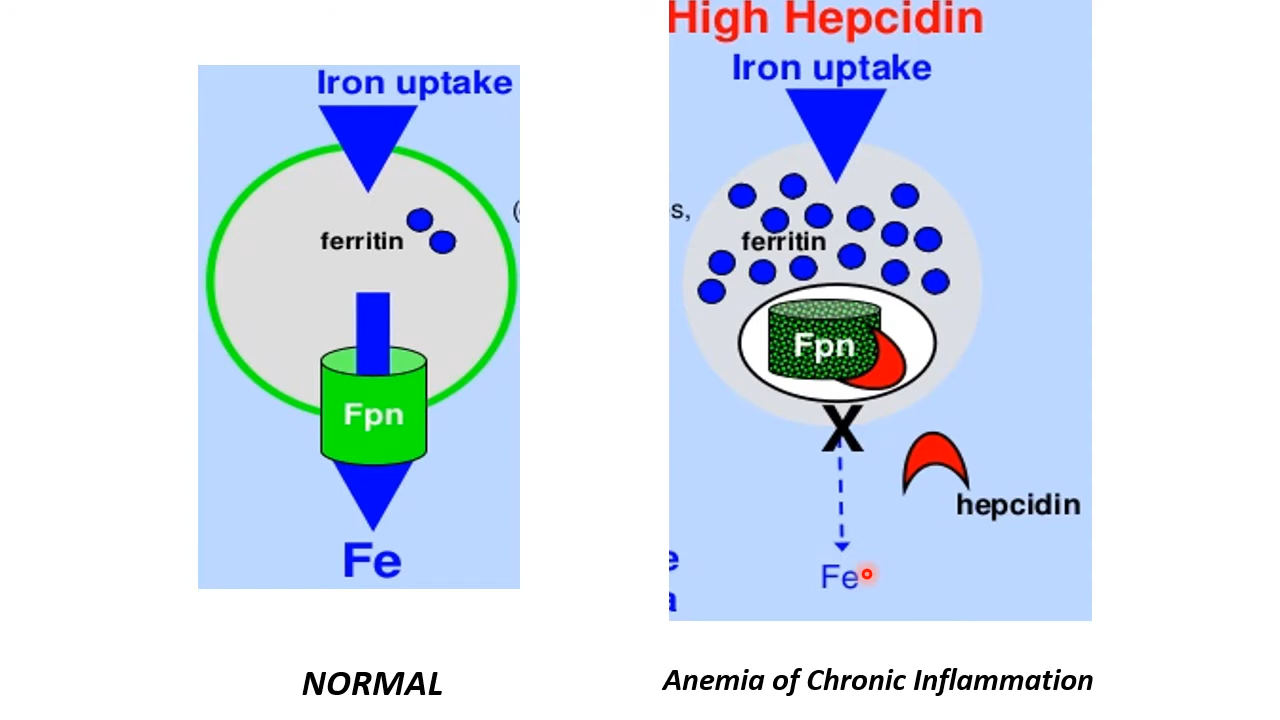 Iron uptake
ferritin
Fpn
Fe
NORMAL
High Hepcidin
Iron uptake
s,
ferritin
Fpn
X
hepcidin
e
Fe
a
Anemia of Chronic Inflammation